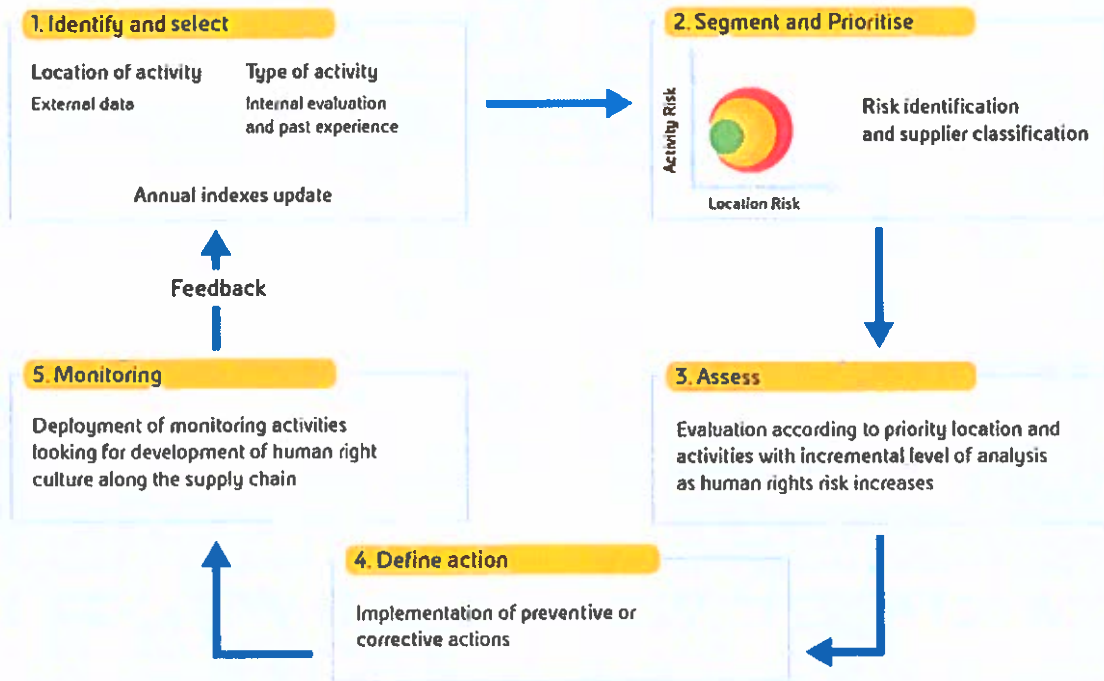 1. Identify and select
Location of activity
External data
Type of activity
Internal evaluation
and past experience
Annual indexes update
2. Segment and Prioritise
Activity Risk
Location Risk
Risk identification
and supplier classification
3. Assess
Evaluation according to priority location and
activities with incremental level of analysis
as human rights risk increases
4. Define action
Implementation of preventive or
corrective actions
5. Monitoring
Deployment of monitoring activities
looking for development of human right
culture along the supply chain
Feedback